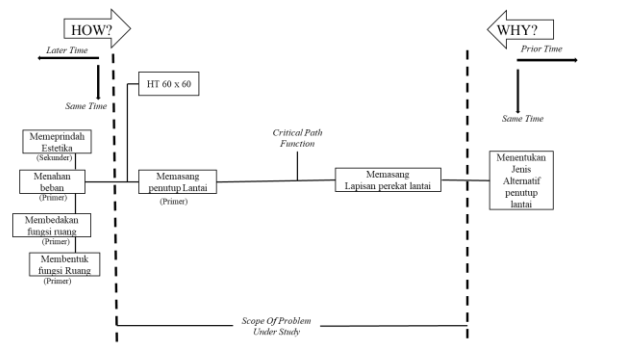 HOW?
WHY?
Later Time
Prior Time
HT 60 x 60
Same Time
Same Time
Critical Path
Function
Memeprindah
Estetika
(Sekunder)
Menahan
beban
(Primer)
Memasang
penutup Lantai
(Primer)
Memasang
Lapisan perekat lantai
Menentukan
Jenis
Alternatif
penutup
lantai
Membedakan
fungsi ruang
(Primer)
Membentuk
fungsi Ruang
(Primer)
Scope Of Problem
Under Study